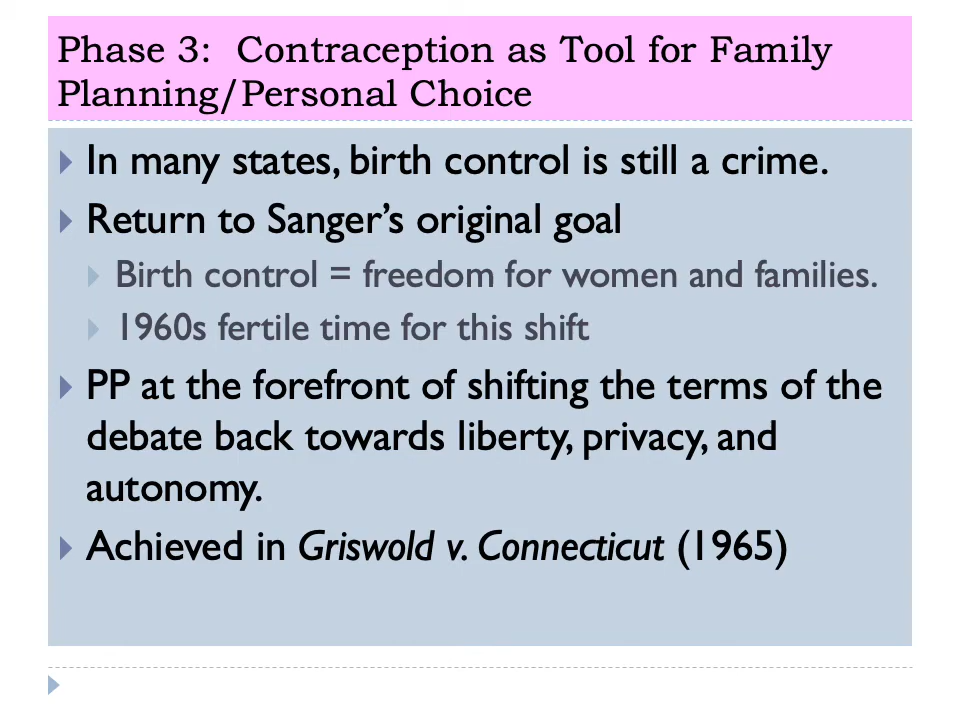 Phase 3:  Contraception as Tool for Family
Planning/Personal Choice
In many states, birth control is still a crime.
Return to Sanger’s original goal
Birth control = freedom for women and families.
1960s fertile time for this shift
PP at the forefront of shifting the terms of the
debate back towards liberty, privacy, and
autonomy.
Achieved in Griswold v. Connecticut (1965)